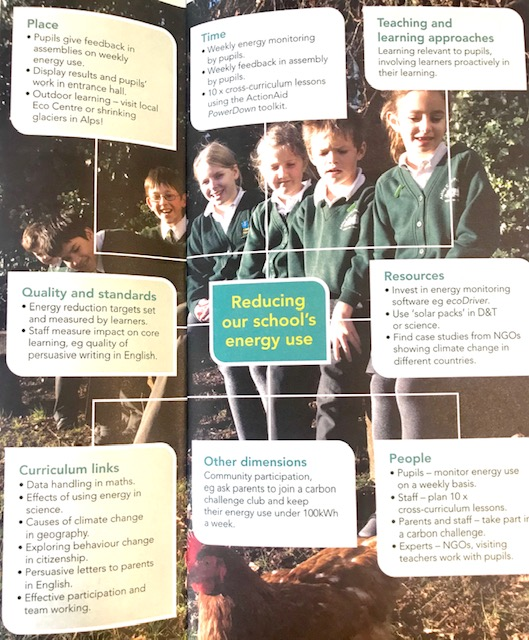 Place
• Pupils give feedback in
assemblies on weekly
energy use.
• Display results and pupils'
work in entrance hall.
• Outdoor learning – visit local
Eco Centre or shrinking
glaciers in Alps!
Time
• Weekly energy monitoring
by pupils.
• Weekly feedback in assembly
by pupils.
• 10 x cross-curriculum lessons
using the ActionAid
PowerDown toolkit.
Teaching and
learning approaches
Learning relevant to pupils,
involving learners proactively in
their learning.
Quality and standards
• Energy reduction targets set
and measured by learners.
• Staff measure impact on core
learning, eg quality of
persuasive writing in English.
Reducing
our school's
energy use
Resources
• Invest in energy monitoring
software eg ecoDriver.
• Use 'solar packs' in D&T
or science.
• Find case studies from NGOs
showing climate change in
different countries.
Curriculum links
• Data handling in maths.
• Effects of using energy in
science.
• Causes of climate change
in geography.
• Exploring behaviour change
in citizenship.
• Persuasive letters to parents
in English.
• Effective participation and
team working.
Other dimensions
Community participation,
eg ask parents to join a carbon
challenge club and keep
their energy use under 100kWh
a week.
People
• Pupils – monitor energy use
on a weekly basis.
• Staff – plan 10 x
cross-curriculum lessons.
• Parents and staff – take part in
a carbon challenge.
• Experts – NGOs, visiting
teachers work with pupils.